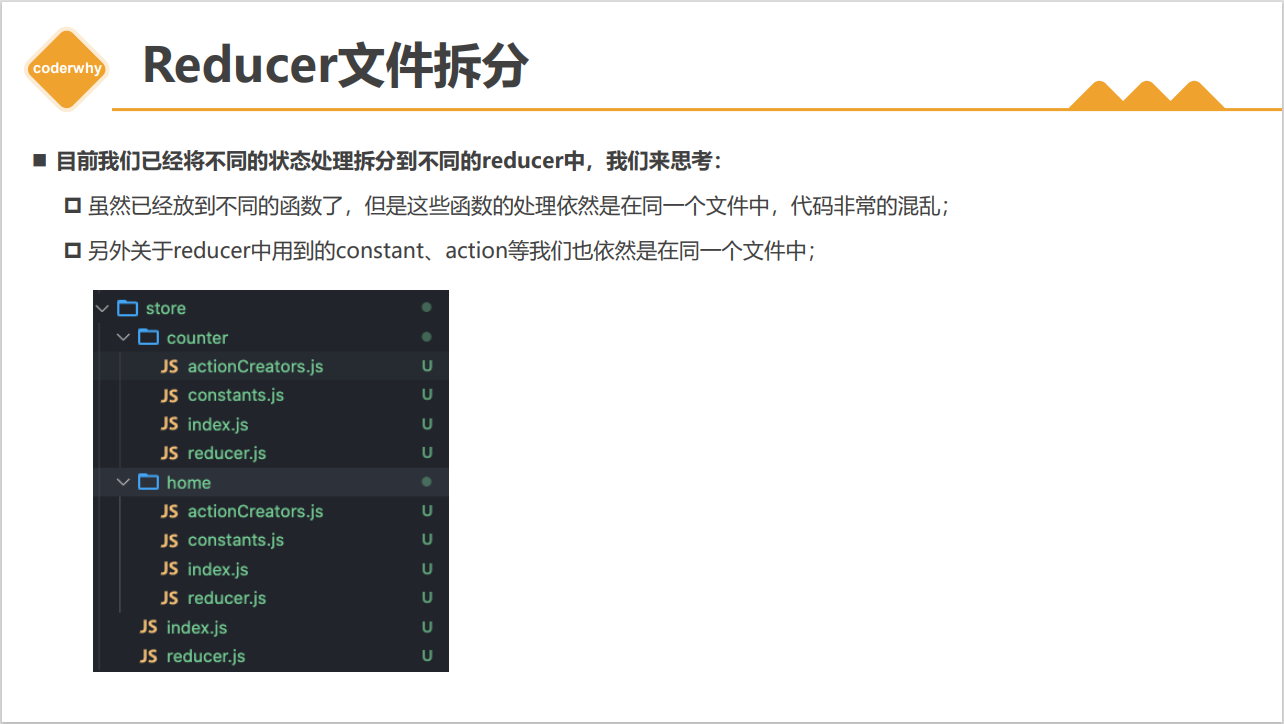 coderwhy
Reducer文件拆分
目前我们已经将不同的状态处理拆分到不同的reducer中，我们来思考：
虽然已经放到不同的函数了，但是这些函数的处理依然是在同一个文件中，代码非常的混乱；
另外关于reducer中用到的constant、action等我们也依然是在同一个文件中；
store
counter
JS actionCreators.js U
JS constants.js U
JS index.js U
JS reducer.js U
home
JS actionCreators.js U
JS constants.js U
JS index.js U
JS reducer.js U
JS index.js U
JS reducer.js U